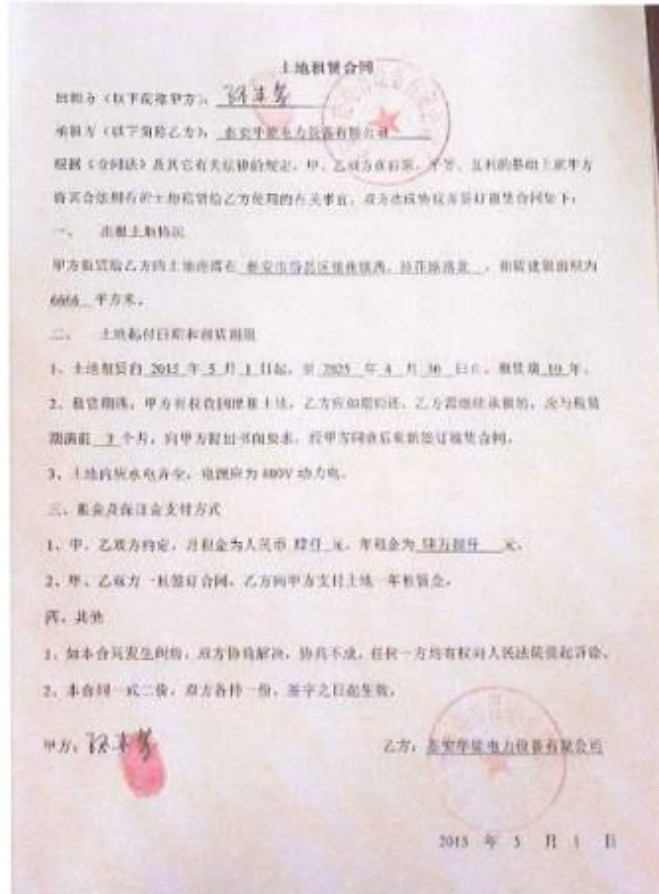 土地租赁合同
出租方（以下简称甲方）：
承租方（以下简称乙方）：泰安华能电力设备有限公司
根据《合同法》及其它有关法律的规定，甲、乙双方在自愿、平等、互利的基础上就甲方
将其合法拥有的土地租赁给乙方使用的有关事宜，双方达成协议并签订租赁合同如下：
一、 出租土地情况
甲方租赁给乙方的土地座落在 泰安市岱岳区 ，租赁建筑面积为
6666 平方米。
二、 土地起付日期和租赁期限
1、土地租赁自 2015 年 5 月 1 日起，至 2025 年 4 月 30 日止。租赁期 10 年。
2、租赁期满，甲方有权收回出租土地，乙方应如期归还，乙方需继续承租的，应与租赁
期满前 3 个月，向甲方提出书面要求，经甲方同意后重新签订租赁合同。
3、土地内应水电齐全，电源应为 400V 动力电。
三、租金及保证金支付方式
1、甲、乙双方约定，月租金为人民币 肆仟 元，年租金为 肆万捌仟 元。
2、甲、乙双方一旦签订合同，乙方向甲方支付土地一年租赁金。
四、其他
1、如本合同发生纠纷，双方协商解决，协商不成，任何一方均有权向人民法院提起诉讼。
2、本合同一式二份，双方各持一份，签字之日起生效。
甲方： 乙方：泰安华能电力设备有限公司
2015 年 5 月 1 日